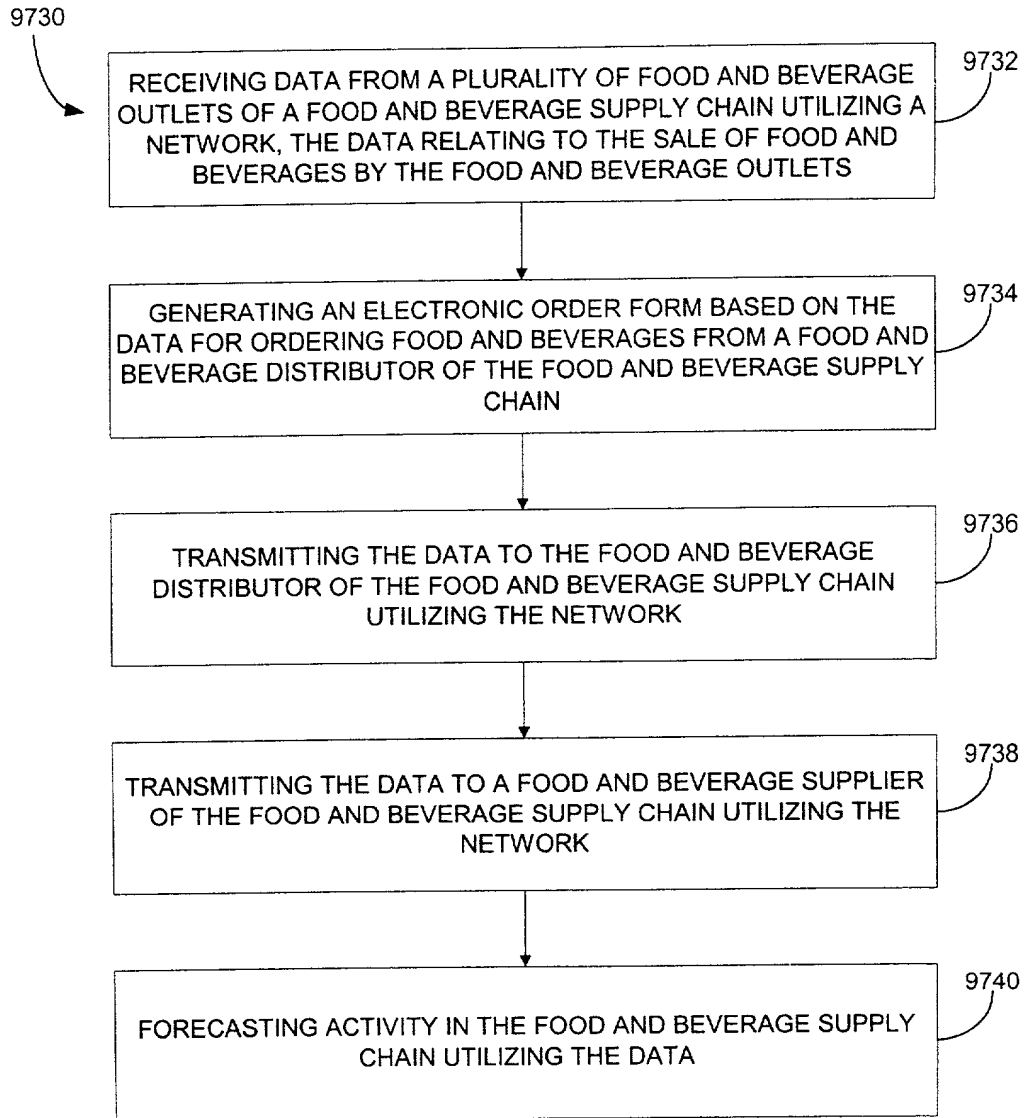 9730
9732
RECEIVING DATA FROM A PLURALITY OF FOOD AND BEVERAGE
OUTLETS OF A FOOD AND BEVERAGE SUPPLY CHAIN UTILIZING A
NETWORK, THE DATA RELATING TO THE SALE OF FOOD AND
BEVERAGES BY THE FOOD AND BEVERAGE OUTLETS
9734
GENERATING AN ELECTRONIC ORDER FORM BASED ON THE
DATA FOR ORDERING FOOD AND BEVERAGES FROM A FOOD AND
BEVERAGE DISTRIBUTOR OF THE FOOD AND BEVERAGE SUPPLY
CHAIN
9736
TRANSMITTING THE DATA TO THE FOOD AND BEVERAGE
DISTRIBUTOR OF THE FOOD AND BEVERAGE SUPPLY CHAIN
UTILIZING THE NETWORK
9738
TRANSMITTING THE DATA TO A FOOD AND BEVERAGE SUPPLIER
OF THE FOOD AND BEVERAGE SUPPLY CHAIN UTILIZING THE
NETWORK
9740
FORECASTING ACTIVITY IN THE FOOD AND BEVERAGE SUPPLY
CHAIN UTILIZING THE DATA